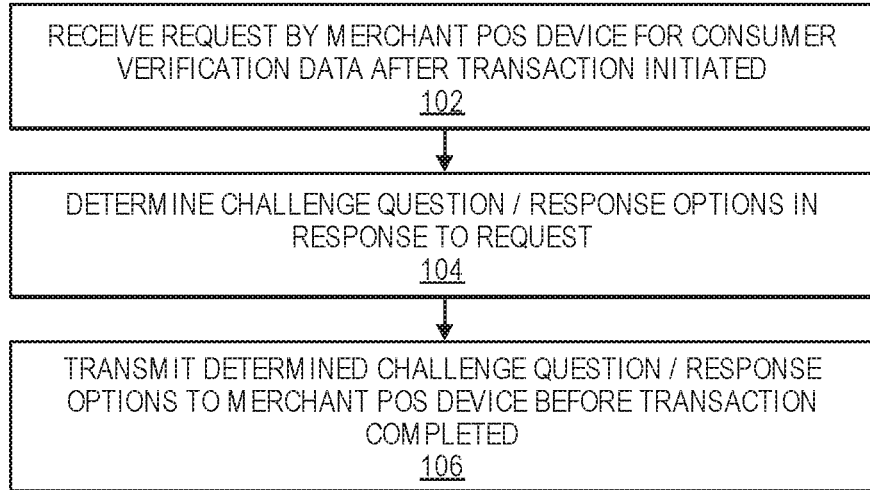 RECEIVE REQUEST BY MERCHANT POS DEVICE FOR CONSUMER
VERIFICATION DATA AFTER TRANSACTION INITIATED
102
DETERMINE CHALLENGE QUESTION / RESPONSE OPTIONS IN
RESPONSE TO REQUEST
104
TRANSMIT DETERMINED CHALLENGE QUESTION / RESPONSE
OPTIONS TO MERCHANT POS DEVICE BEFORE TRANSACTION
COMPLETED
106